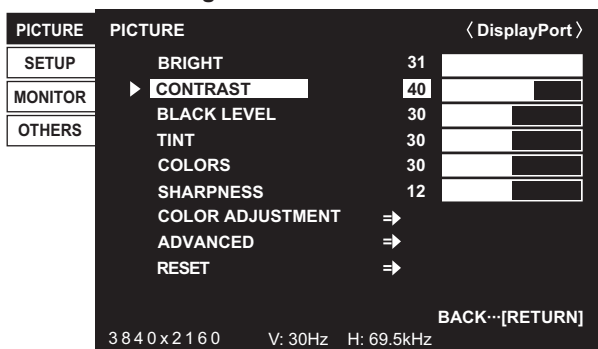 PICTURE
SETUP
MONITOR
OTHERS
PICTURE 〈DisplayPort〉
BRIGHT 31
CONTRAST 40
BLACK LEVEL 30
TINT 30
COLORS 30
SHARPNESS 12
COLOR ADJUSTMENT
ADVANCED
RESET
BACK···[RETURN]
3840x2160 V: 30Hz H: 69.5kHz